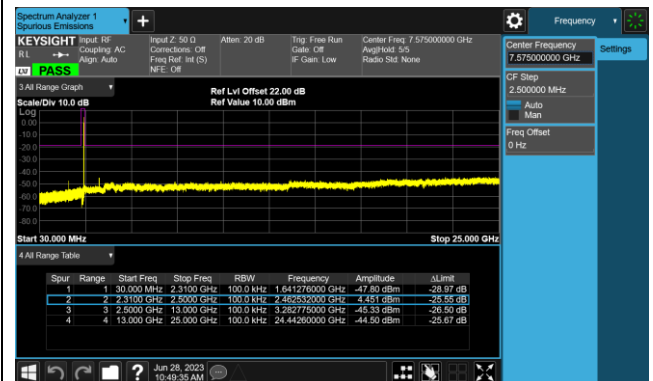 Spectrum Analyzer 1
Spurious Emissions
Frequency
KEYSIGHT Input: RF Input Z: 50 Ω Atten: 20 dB Trig: Free Run Center Freq: 7.575000000 GHz
R L Coupling: AC Corrections: Off Gate: Off Avg|Hold: 5/5
Align: Auto Freq Ref: Int (S) IF Gain: Low Radio Std: None
LXI PASS NFE: Off
Center Frequency
7.575000000 GHz
Settings
CF Step
2.500000 MHz
Auto
Man
Freq Offset
0 Hz
3 All Range Graph
Ref Lvl Offset 22.00 dB
Scale/Div 10.0 dB Ref Value 10.00 dBm
Log
0.00
-10.0
-20.0
-30.0
-40.0
-50.0
-60.0
-70.0
-80.0
Start 30.000 MHz Stop 25.000 GHz
4 All Range Table
Spur Range Start Freq Stop Freq RBW Frequency Amplitude ΔLimit
1 1 30.000 MHz 2.3100 GHz 100.0 kHz 1.641276000 GHz -47.80 dBm -28.97 dB
2 2 2.3100 GHz 2.5000 GHz 100.0 kHz 2.462532000 GHz 4.451 dBm -25.55 dB
3 3 2.5000 GHz 13.000 GHz 100.0 kHz 3.282775000 GHz -45.33 dBm -26.50 dB
4 4 13.000 GHz 25.000 GHz 100.0 kHz 24.44260000 GHz -44.50 dBm -25.67 dB
Jun 28, 2023
10:49:35 AM